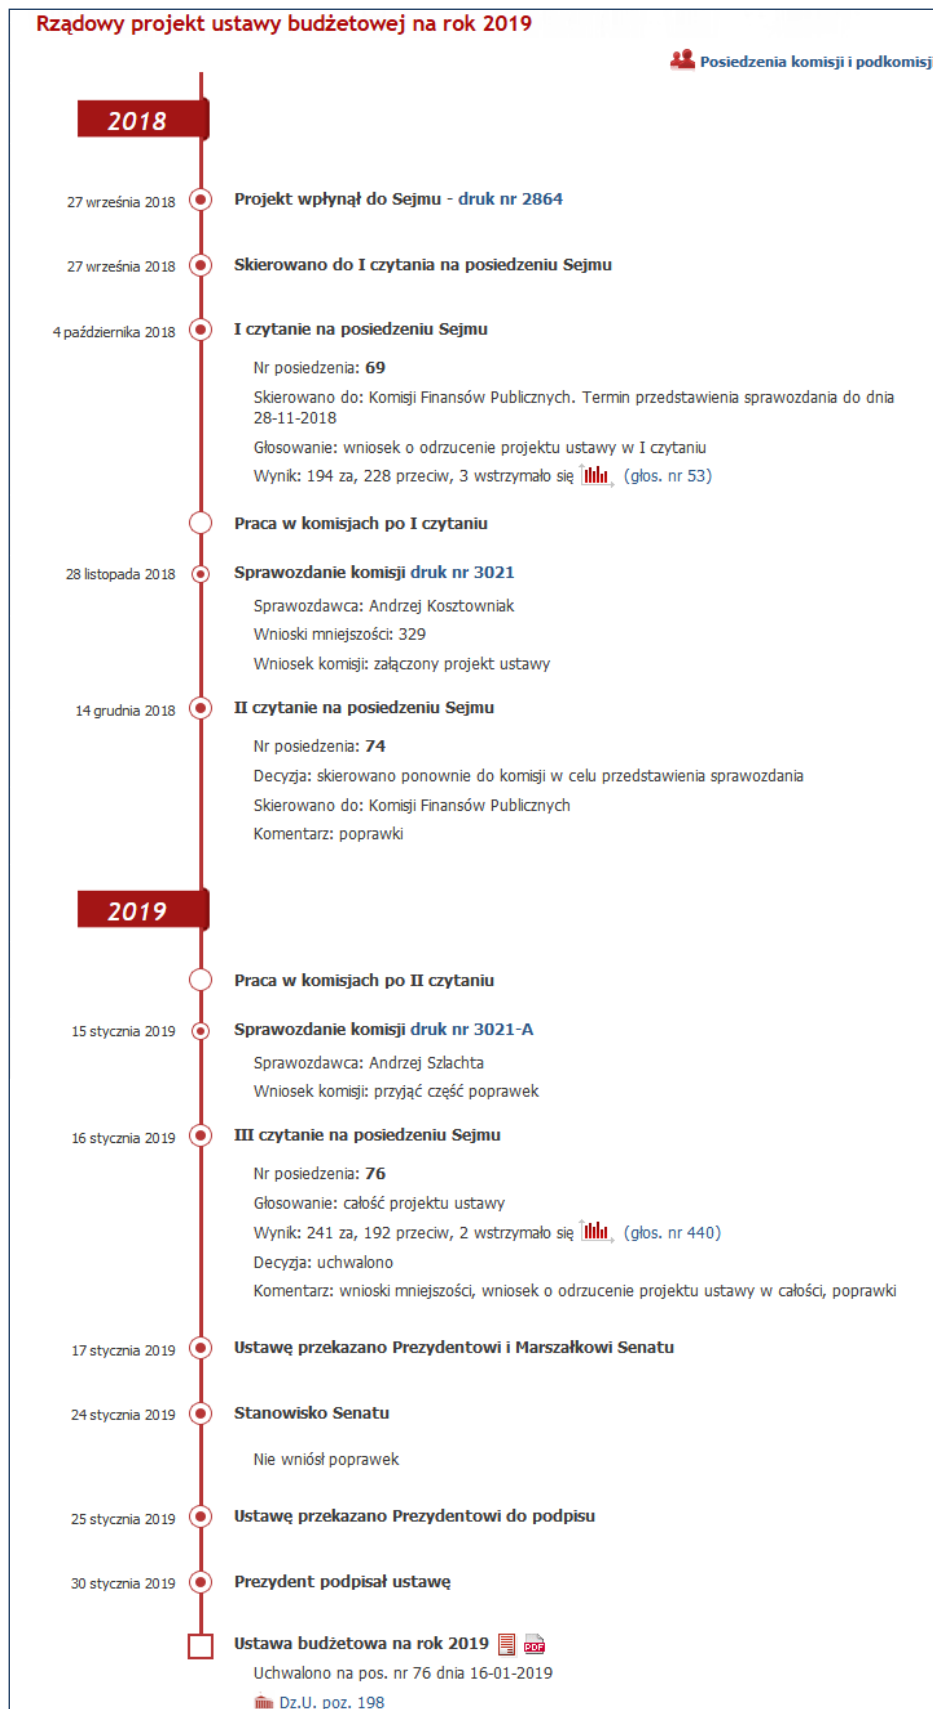 Rządowy projekt ustawy budżetowej na rok 2019
Posiedzenia komisji i podkomisj
2018
27 września 2018 Projekt wpłynął do Sejmu - druk nr 2864
27 września 2018 Skierowano do I czytania na posiedzeniu Sejmu
4 października 2018 I czytanie na posiedzeniu Sejmu
Nr posiedzenia: 69
Skierowano do: Komisji Finansów Publicznych. Termin przedstawienia sprawozdania do dnia
28-11-2018
Głosowanie: wniosek o odrzucenie projektu ustawy w I czytaniu
Wynik: 194 za, 228 przeciw, 3 wstrzymało się (głos. nr 53)
Praca w komisjach po I czytaniu
28 listopada 2018 Sprawozdanie komisji druk nr 3021
Sprawozdawca: Andrzej Kosztowniak
Wnioski mniejszości: 329
Wniosek komisji: załączony projekt ustawy
14 grudnia 2018 II czytanie na posiedzeniu Sejmu
Nr posiedzenia: 74
Decyzja: skierowano ponownie do komisji w celu przedstawienia sprawozdania
Skierowano do: Komisji Finansów Publicznych
Komentarz: poprawki
2019
Praca w komisjach po II czytaniu
15 stycznia 2019 Sprawozdanie komisji druk nr 3021-A
Sprawozdawca: Andrzej Szlachta
Wniosek komisji: przyjąć część poprawek
16 stycznia 2019 III czytanie na posiedzeniu Sejmu
Nr posiedzenia: 76
Głosowanie: całość projektu ustawy
Wynik: 241 za, 192 przeciw, 2 wstrzymało się (głos. nr 440)
Decyzja: uchwalono
Komentarz: wnioski mniejszości, wniosek o odrzucenie projektu ustawy w całości, poprawki
17 stycznia 2019 Ustawę przekazano Prezydentowi i Marszałkowi Senatu
24 stycznia 2019 Stanowisko Senatu
Nie wniósł poprawek
25 stycznia 2019 Ustawę przekazano Prezydentowi do podpisu
30 stycznia 2019 Prezydent podpisał ustawę
Ustawa budżetowa na rok 2019 PDF
Uchwalono na pos. nr 76 dnia 16-01-2019
Dz.U. poz. 198